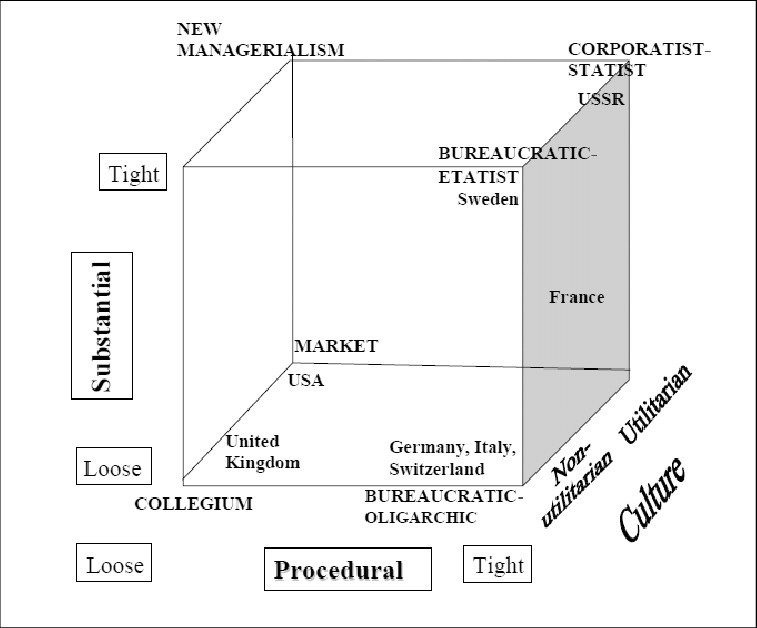 NEW
MANAGERIALISM
CORPORATIST-
STATIST
USSR
BUREAUCRATIC-
ETATIST
Sweden
Tight
Substantial
France
MARKET
USA
Utilitarian
Non-
utilitarian
Culture
United
Kingdom
Germany, Italy,
Switzerland
Loose
COLLEGIUM
BUREAUCRATIC-
OLIGARCHIC
Loose
Procedural
Tight